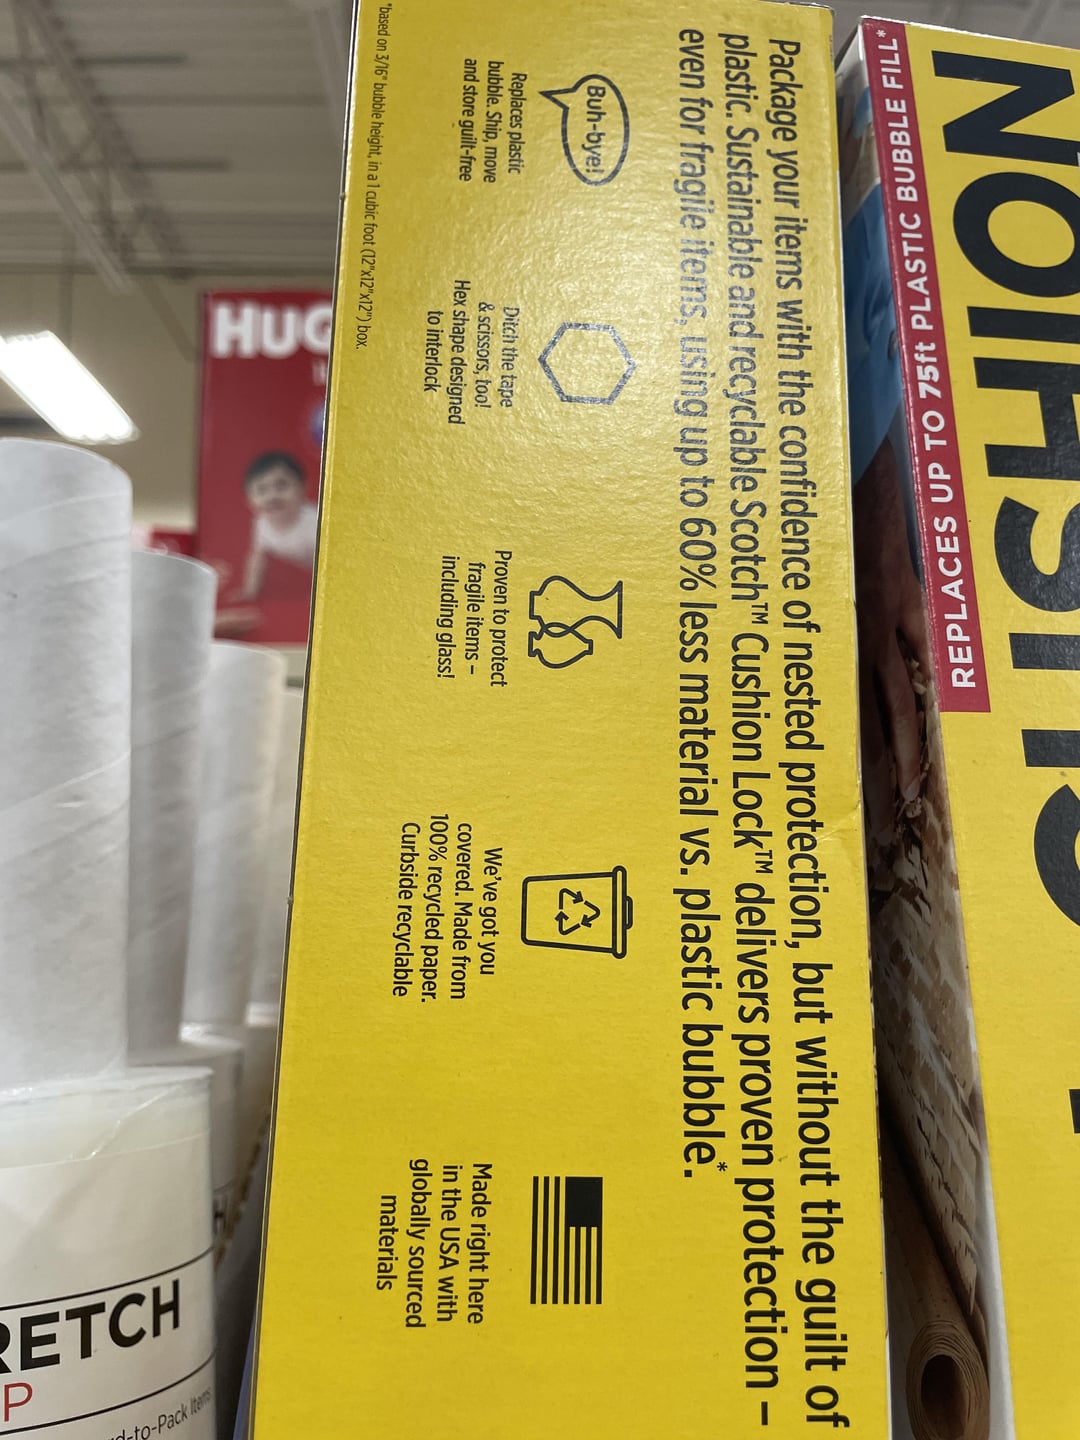 Package your items with the confidence of nested protection, but without the guilt of
plastic. Sustainable and recyclable Scotch™ Cushion Lock™ delivers proven protection –
even for fragile items, using up to 60% less material vs. plastic bubble.*
Buh-bye!
Replaces plastic
bubble. Ship, move
and store guilt-free
Ditch the tape
& scissors, too!
Hex shape designed
to interlock
Proven to protect
fragile items –
including glass!
We've got you
covered. Made from
100% recycled paper.
Curbside recyclable
Made right here
in the USA with
globally sourced
materials
*based on 3/16" bubble height, in a 1 cubic foot (12"x12"x12") box.
REPLACES UP TO 75ft PLASTIC BUBBLE FILL*
HUG
RETCH
P
d-to-Pack Items